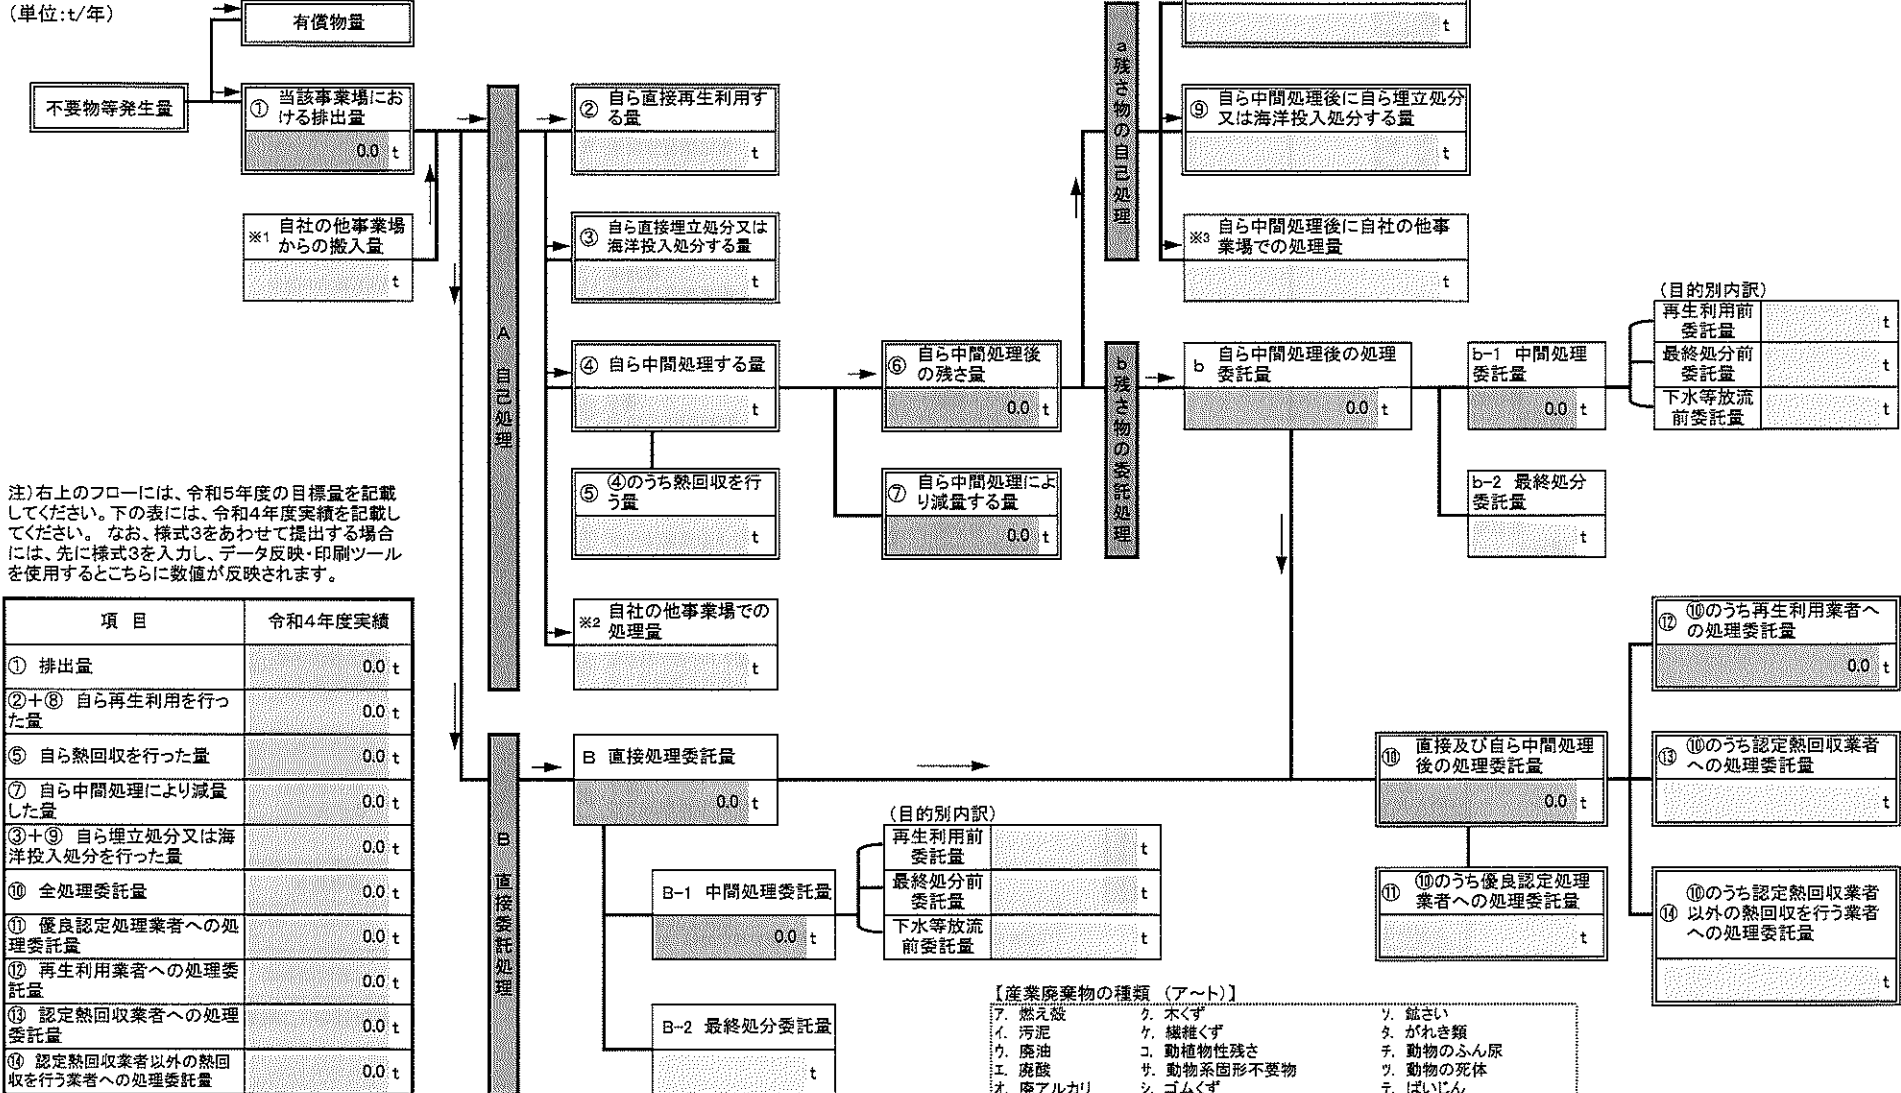 (単位:t/年)
有償物量
不要物等発生量
① 当該事業場にお
ける排出量
0.0 t
※1 自社の他事業場
からの搬入量
t
A 自己処理
② 自ら直接再生利用す
る量
t
③ 自ら直接埋立処分又は
海洋投入処分する量
t
④ 自ら中間処理する量
t
⑤ ④のうち熱回収を行
う量
t
※2 自社の他事業場での
処理量
t
⑥ 自ら中間処理後
の残さ量
0.0 t
⑦ 自ら中間処理によ
り減量する量
0.0 t
a 残さ物の自己処理
t
⑨ 自ら中間処理後に自ら埋立処分
又は海洋投入処分する量
t
※3 自ら中間処理後に自社の他事
業場での処理量
t
b 残さ物の委託処理
b 自ら中間処理後の処理
委託量
0.0 t
b-1 中間処理
委託量
0.0 t
b-2 最終処分
委託量
t
(目的別内訳)
再生利用前
委託量
t
最終処分前
委託量
t
下水等放流
前委託量
t
注)右上のフローには、令和5年度の目標量を記載
してください。下の表には、令和4年度実績を記載し
てください。 なお、様式3をあわせて提出する場合
には、先に様式3を入力し、データ反映・印刷ツール
を使用するとこちらに数値が反映されます。
項 目 令和4年度実績
① 排出量 0.0 t
②+⑧ 自ら再生利用を行っ
た量 0.0 t
⑤ 自ら熱回収を行った量 0.0 t
⑦ 自ら中間処理により減量
した量 0.0 t
③+⑨ 自ら埋立処分又は海
洋投入処分を行った量 0.0 t
⑩ 全処理委託量 0.0 t
⑪ 優良認定処理業者への処
理委託量 0.0 t
⑫ 再生利用業者への処理委
託量 0.0 t
⑬ 認定熱回収業者への処理
委託量 0.0 t
⑭ 認定熱回収業者以外の熱回
収を行う業者への処理委託量 0.0 t
B 直接委託処理
B 直接処理委託量
0.0 t
B-1 中間処理委託量
0.0 t
B-2 最終処分委託量
t
(目的別内訳)
再生利用前
委託量
t
最終処分前
委託量
t
下水等放流
前委託量
t
⑩ 直接及び自ら中間処理
後の処理委託量
0.0 t
⑪ ⑩のうち優良認定処理
業者への処理委託量
t
⑫ ⑩のうち再生利用業者へ
の処理委託量
0.0 t
⑬ ⑩のうち認定熱回収業者
への処理委託量
t
⑭ ⑩のうち認定熱回収業者
以外の熱回収を行う業者
への処理委託量
t
【産業廃棄物の種類 (ア～ト)】
ア. 燃え殻 ク. 木くず ソ. 鉱さい
イ. 汚泥 ケ. 繊維くず タ. がれき類
ウ. 廃油 コ. 動植物性残さ チ. 動物のふん尿
エ. 廃酸 サ. 動物系固形不要物 ツ. 動物の死体
オ. 廃アルカリ シ. ゴムくず テ. ばいじん